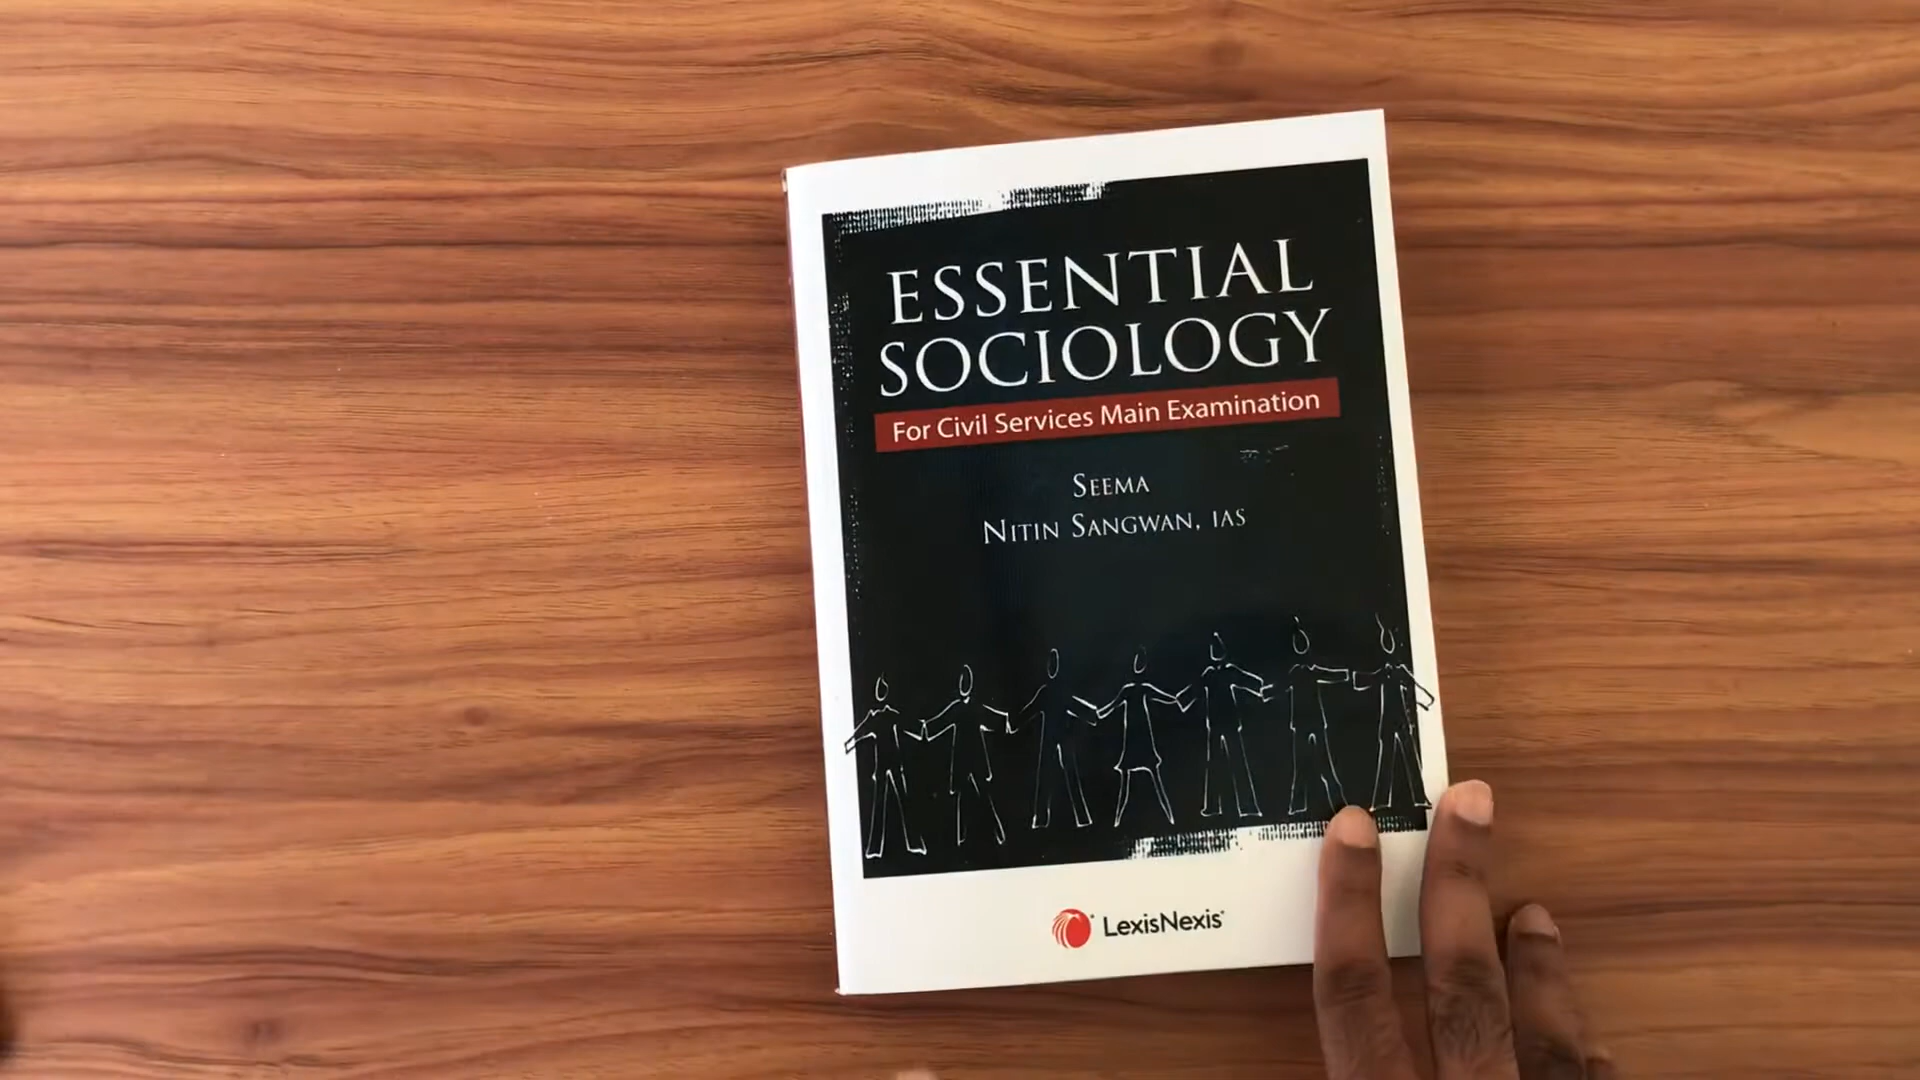 ESSENTIAL
SOCIOLOGY
For Civil Services Main Examination
SEEMA
NITIN SANGWAN, IAS
LexisNexis®